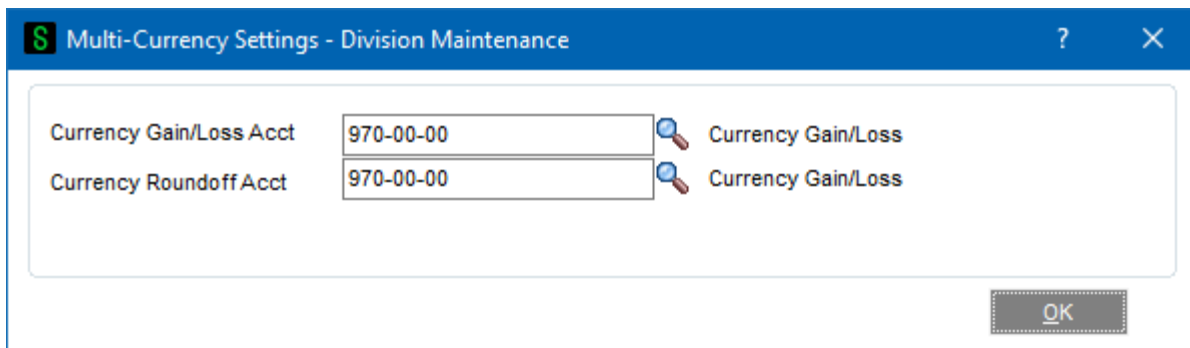 S Multi-Currency Settings - Division Maintenance ? ×
Currency Gain/Loss Acct 970-00-00 Currency Gain/Loss
Currency Roundoff Acct 970-00-00 Currency Gain/Loss
OK